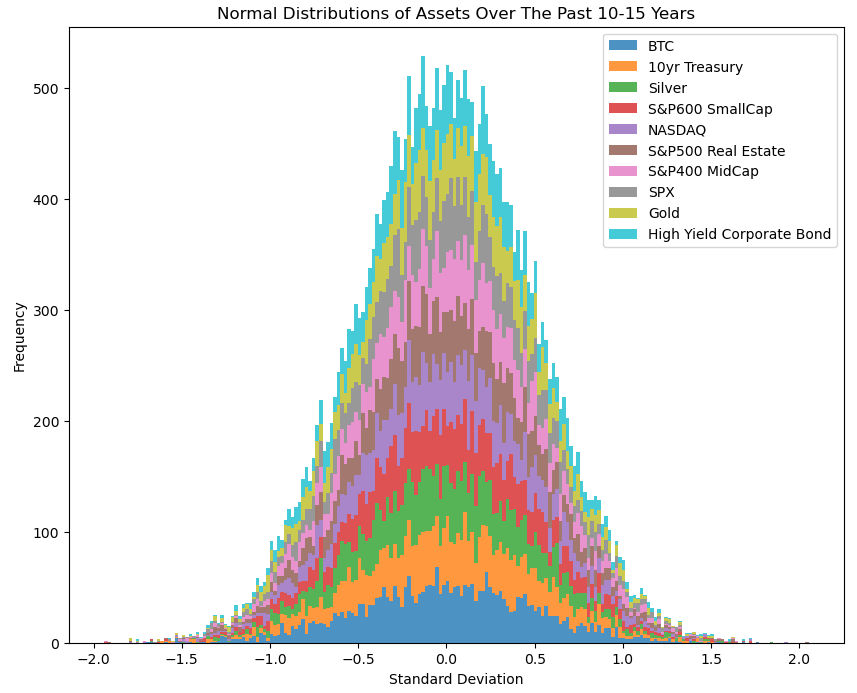 Normal Distributions of Assets Over The Past 10-15 Years
BTC
10yr Treasury
Silver
S&P600 SmallCap
NASDAQ
S&P500 Real Estate
S&P400 MidCap
SPX
Gold
High Yield Corporate Bond
Frequency
500
400
300
200
100
0
−2.0 −1.5 −1.0 −0.5 0.0 0.5 1.0 1.5 2.0
Standard Deviation